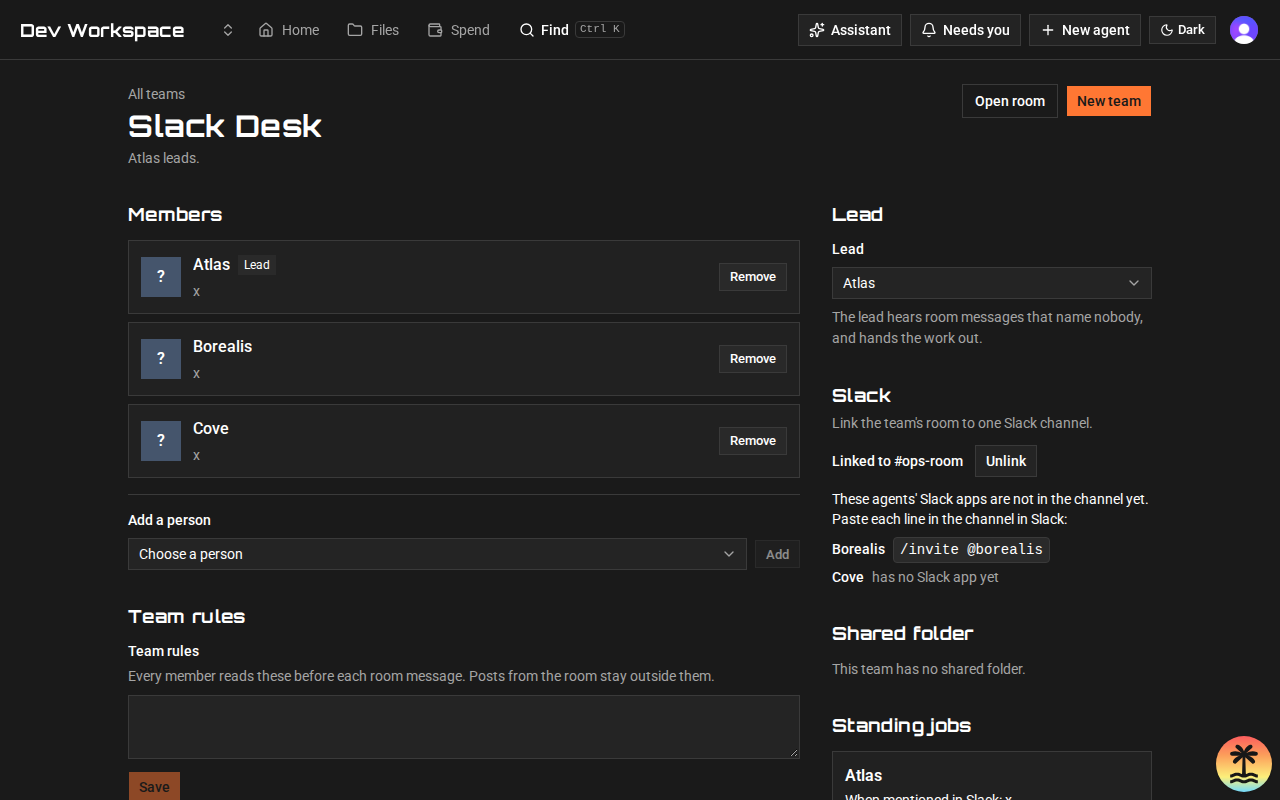 Dev Workspace
Home
Files
Spend
Find Ctrl K
Assistant
Needs you
New agent
Dark
All teams
Slack Desk
Atlas leads.
Open room
New team
Members
? Atlas Lead
x
Remove
? Borealis
x
Remove
? Cove
x
Remove
Add a person
Choose a person
Add
Team rules
Team rules
Every member reads these before each room message. Posts from the room stay outside them.
Save
Lead
Lead
Atlas
The lead hears room messages that name nobody,
and hands the work out.
Slack
Link the team's room to one Slack channel.
Linked to #ops-room Unlink
These agents' Slack apps are not in the channel yet.
Paste each line in the channel in Slack:
Borealis /invite @borealis
Cove has no Slack app yet
Shared folder
This team has no shared folder.
Standing jobs
Atlas
When mentioned in Slack: x